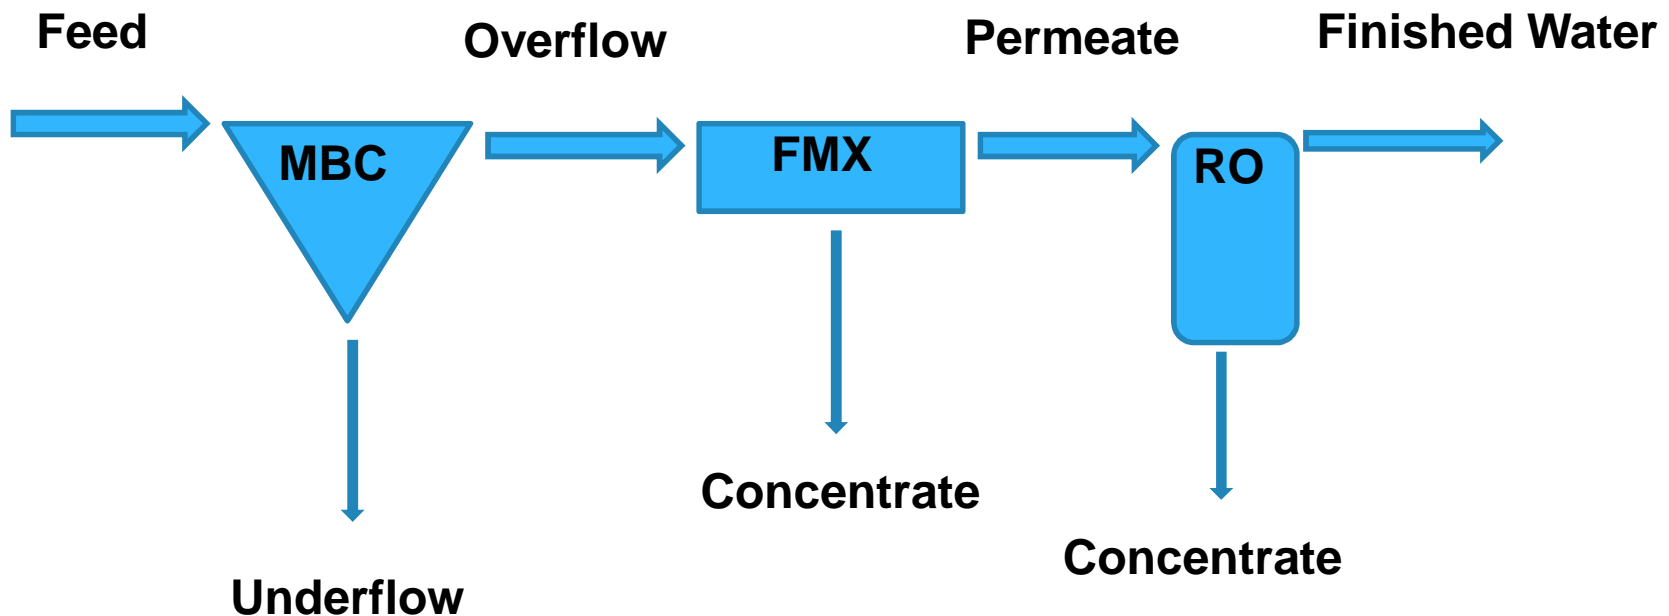 Feed
Overflow
Permeate
Finished Water
MBC
FMX
RO
Concentrate
Concentrate
Underflow